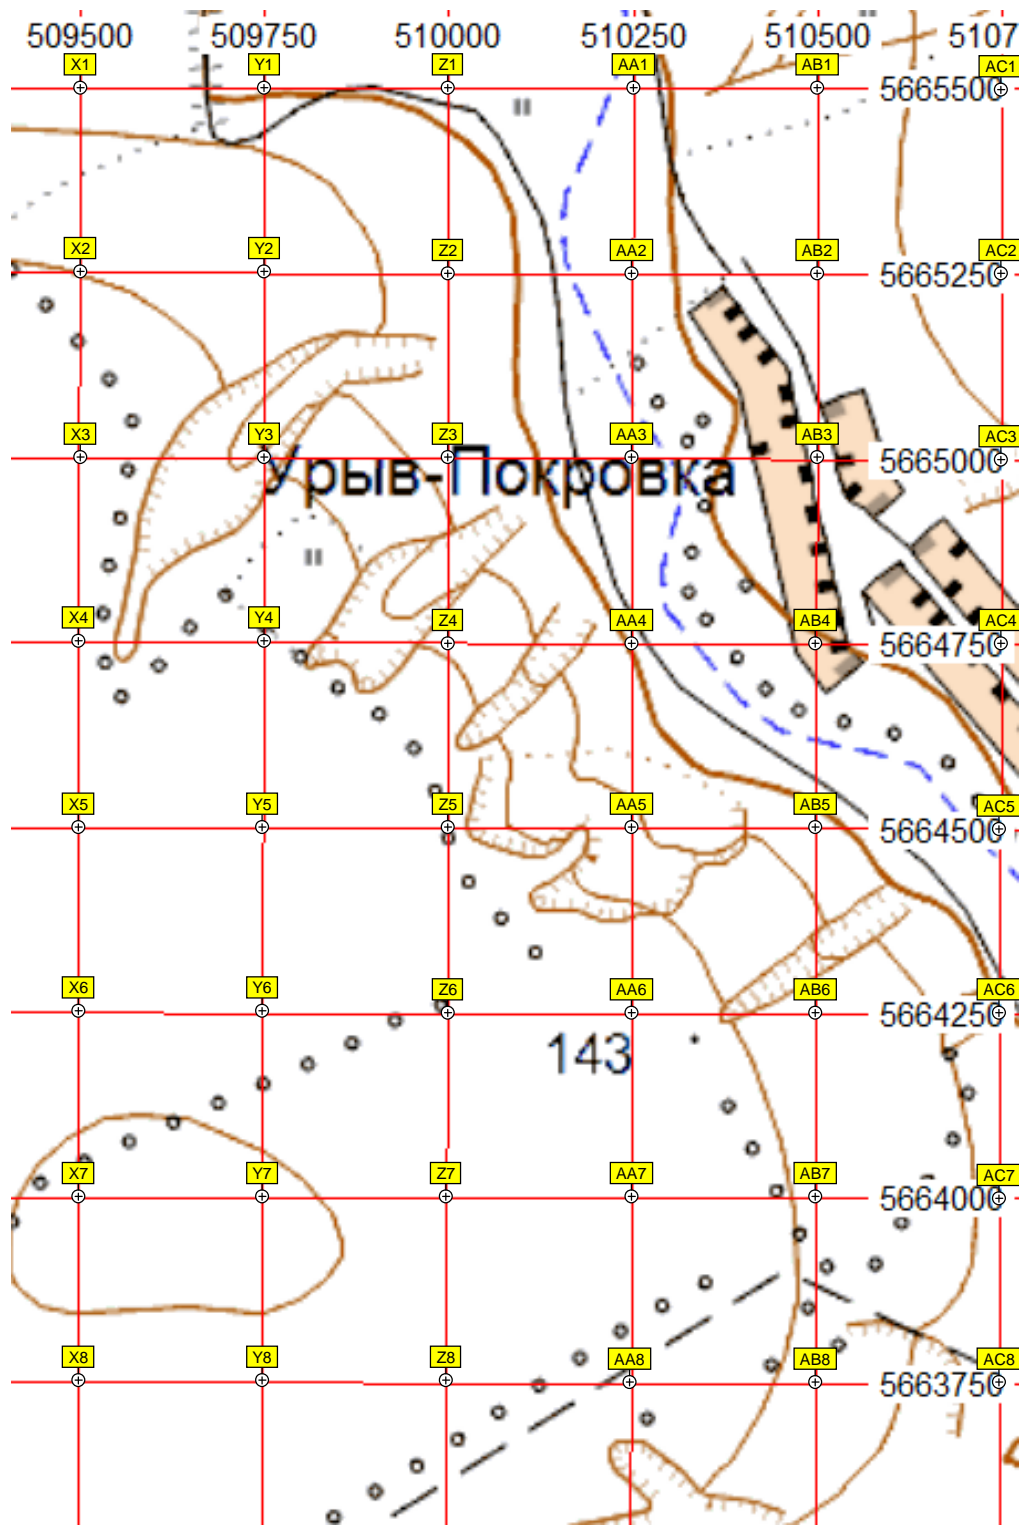 509500 509750 510000 510250 510500 5107
X1 Y1 Z1 AA1 AB1 AC1
5665500
X2 Y2 Z2 AA2 AB2 AC2
5665250
X3 Y3 Z3 AA3 AB3 AC3
5665000
Урыв-Покровка
X4 Y4 Z4 AA4 AB4 AC4
5664750
X5 Y5 Z5 AA5 AB5 AC5
5664500
X6 Y6 Z6 AA6 AB6 AC6
5664250
143
X7 Y7 Z7 AA7 AB7 AC7
5664000
X8 Y8 Z8 AA8 AB8 AC8
5663750